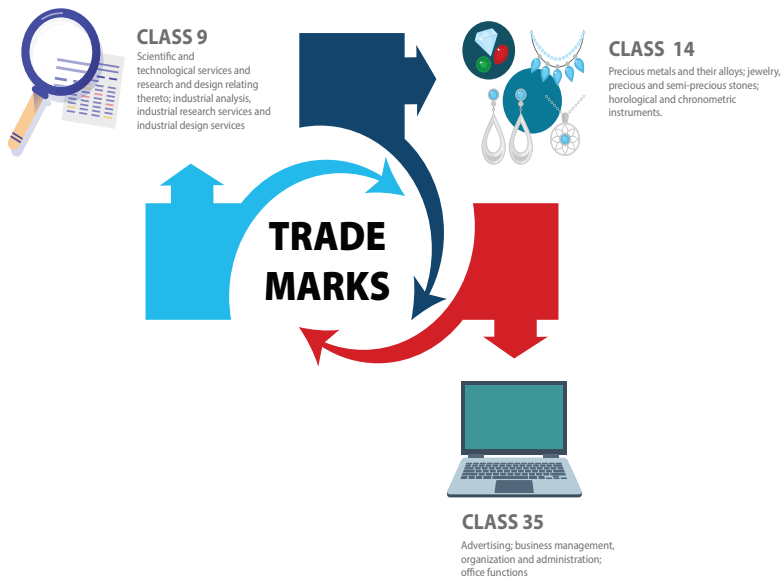 CLASS 9
Scientific and
technological services and
research and design relating
thereto; industrial analysis,
industrial research services and
industrial design services
CLASS 14
Precious metals and their alloys; jewelry,
precious and semi-precious stones;
horological and chronometric
instruments.
TRADE
MARKS
CLASS 35
Advertising; business management,
organization and administration;
office functions